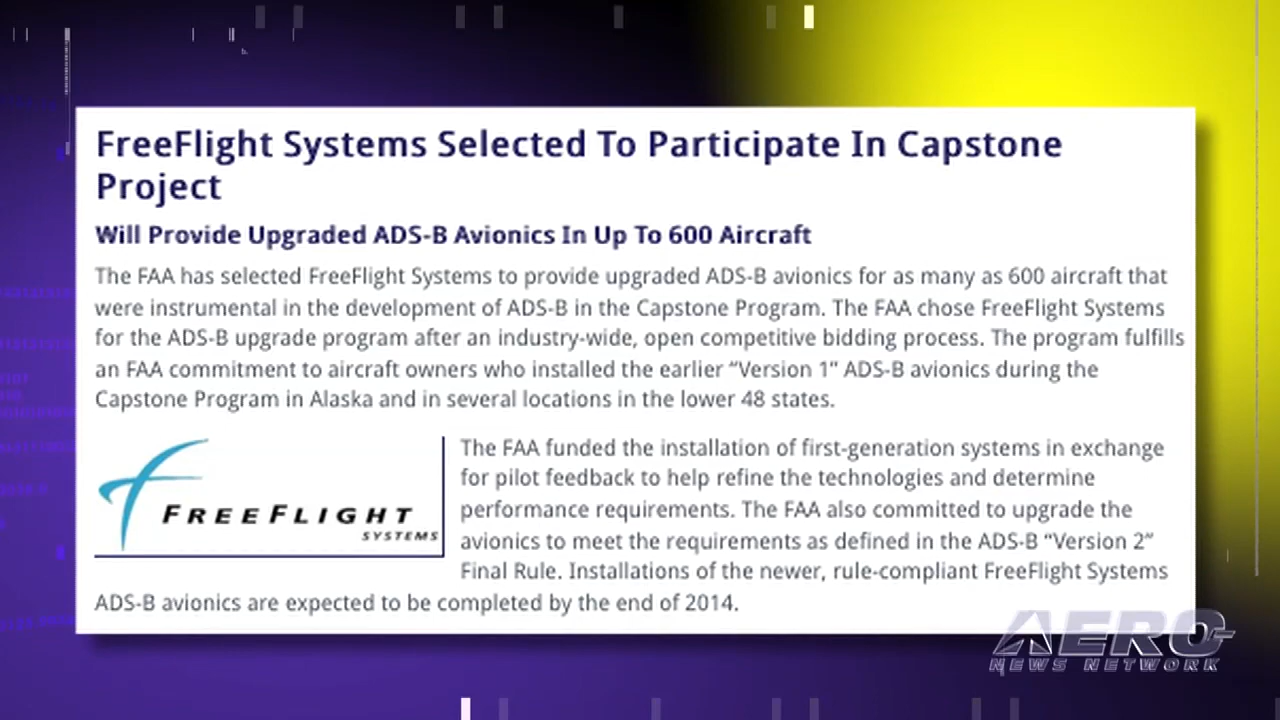 FreeFlight Systems Selected To Participate In Capstone
Project
Will Provide Upgraded ADS-B Avionics In Up To 600 Aircraft
The FAA has selected FreeFlight Systems to provide upgraded ADS-B avionics for as many as 600 aircraft that
were instrumental in the development of ADS-B in the Capstone Program. The FAA chose FreeFlight Systems
for the ADS-B upgrade program after an industry-wide, open competitive bidding process. The program fulfills
an FAA commitment to aircraft owners who installed the earlier “Version 1” ADS-B avionics during the
Capstone Program in Alaska and in several locations in the lower 48 states.
FREEFLIGHT
SYSTEMS
The FAA funded the installation of first-generation systems in exchange
for pilot feedback to help refine the technologies and determine
performance requirements. The FAA also committed to upgrade the
avionics to meet the requirements as defined in the ADS-B “Version 2”
Final Rule. Installations of the newer, rule-compliant FreeFlight Systems
ADS-B avionics are expected to be completed by the end of 2014.
AERO
NEWS NETWORK